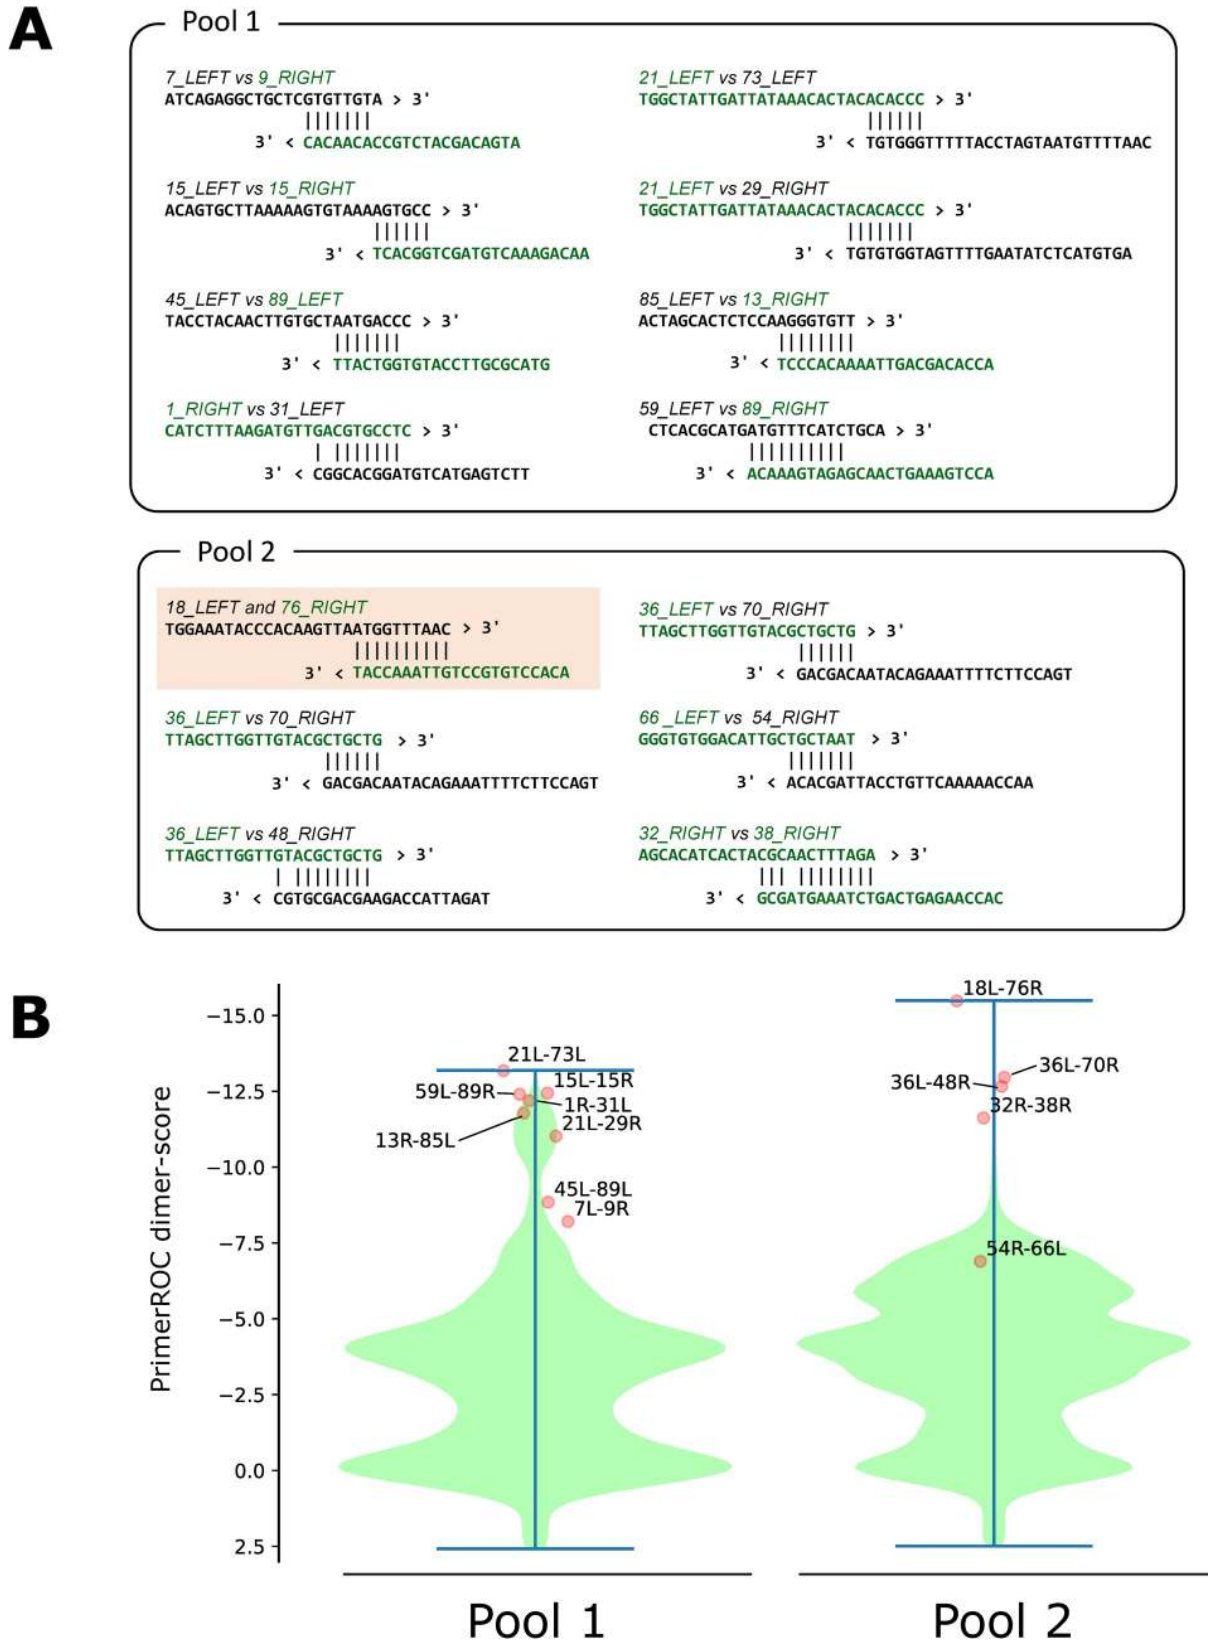 A
Pool 1
7_LEFT vs 9_RIGHT
ATCAGAGGCTGCTCGTGTTGTA > 3'
|||||||
3' < CACAACACCGTCTACGACAGTA
21_LEFT vs 73_LEFT
TGGCTATTGATTATAAACACTACACACCC > 3'
||||||
3' < TGTGGGTTTTTACCTAGTAATGTTTTAAC
15_LEFT vs 15_RIGHT
ACAGTGCTTAAAAAGTGTAAAAGTGCC > 3'
||||||
3' < TCACGGTCGATGTCAAAGACAA
21_LEFT vs 29_RIGHT
TGGCTATTGATTATAAACACTACACACCC > 3'
|||||||
3' < TGTGTGGTAGTTTTGAATATCTCATGTGA
45_LEFT vs 89_LEFT
TACCTACAACTTGTGCTAATGACCC > 3'
|||||||
3' < TTACTGGTGTACCTTGCGCATG
85_LEFT vs 13_RIGHT
ACTAGCACTCTCCAAGGGTGTT > 3'
||||||||
3' < TCCCACAAAATTGACGACACCA
1_RIGHT vs 31_LEFT
CATCTTTAAGATGTTGACGTGCCTC > 3'
| |||||||
3' < CGGCACGGATGTCATGAGTCTT
59_LEFT vs 89_RIGHT
CTCACGCATGATGTTTCATCTGCA > 3'
||||||||||
3' < ACAAAGTAGAGCAACTGAAAGTCCA
Pool 2
18_LEFT and 76_RIGHT
TGGAAATACCCACAAGTTAATGGTTTAAC > 3'
||||||||||
3' < TACCAAATTGTCCGTGTCCACA
36_LEFT vs 70_RIGHT
TTAGCTTGGTTGTACGCTGCTG > 3'
||||||
3' < GACGACAATACAGAAATTTTCTTCCAGT
36_LEFT vs 70_RIGHT
TTAGCTTGGTTGTACGCTGCTG > 3'
||||||
3' < GACGACAATACAGAAATTTTCTTCCAGT
66 _LEFT vs 54_RIGHT
GGGTGTGGACATTGCTGCTAAT > 3'
|||||||
3' < ACACGATTACCTGTTCAAAAACCAA
36_LEFT vs 48_RIGHT
TTAGCTTGGTTGTACGCTGCTG > 3'
| ||||||||
3' < CGTGCGACGAAGACCATTAGAT
32_RIGHT vs 38_RIGHT
AGCACATCACTACGCAACTTTAGA > 3'
||| ||||||||
3' < GCGATGAAATCTGACTGAGAACCAC
B
PrimerROC dimer-score
−15.0
−12.5
−10.0
−7.5
−5.0
−2.5
0.0
2.5
21L-73L
59L-89R
15L-15R
1R-31L
21L-29R
13R-85L
45L-89L
7L-9R
18L-76R
36L-70R
36L-48R
32R-38R
54R-66L
Pool 1
Pool 2